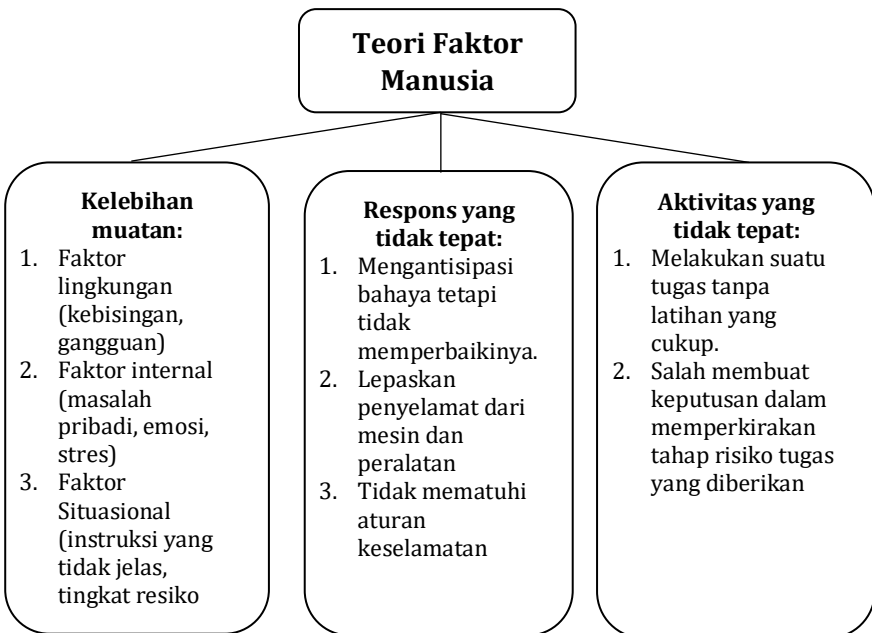 Teori Faktor
Manusia
Kelebihan
muatan:
1. Faktor
lingkungan
(kebisingan,
gangguan)
2. Faktor internal
(masalah
pribadi, emosi,
stres)
3. Faktor
Situasional
(instruksi yang
tidak jelas,
tingkat resiko
Respons yang
tidak tepat:
1. Mengantisipasi
bahaya tetapi
tidak
memperbaikinya.
2. Lepaskan
penyelamat dari
mesin dan
peralatan
3. Tidak mematuhi
aturan
keselamatan
Aktivitas yang
tidak tepat:
1. Melakukan suatu
tugas tanpa
latihan yang
cukup.
2. Salah membuat
keputusan dalam
memperkirakan
tahap risiko tugas
yang diberikan